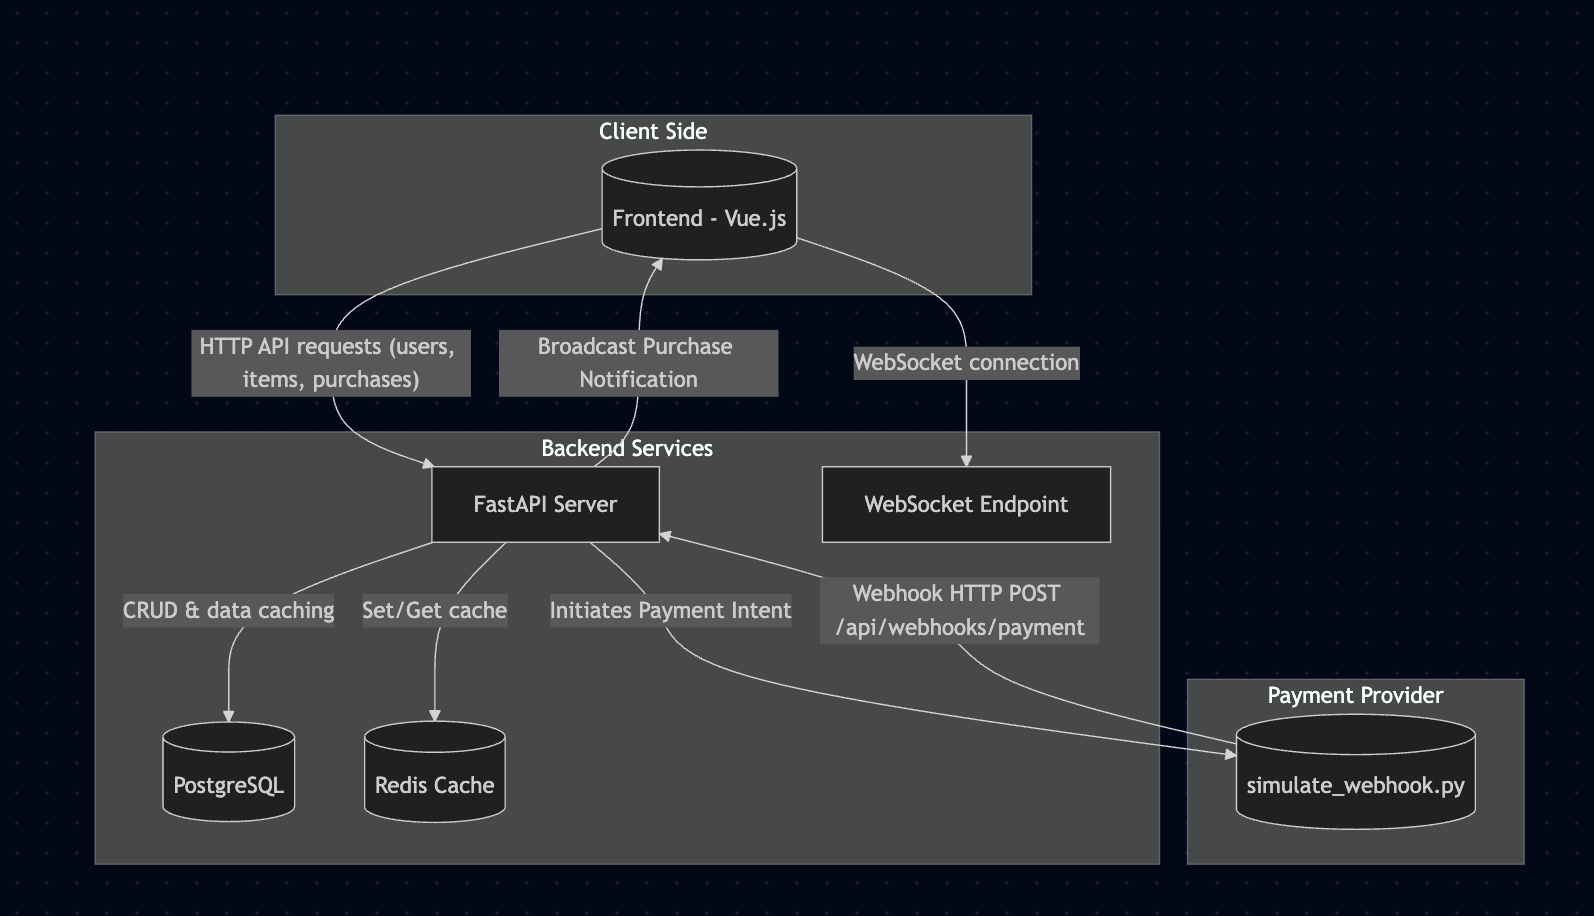 Client Side
Frontend - Vue.js
HTTP API requests (users,
items, purchases)
Broadcast Purchase
Notification
WebSocket connection
Backend Services
FastAPI Server
WebSocket Endpoint
CRUD & data caching
Set/Get cache
Initiates Payment Intent
Webhook HTTP POST
/api/webhooks/payment
Payment Provider
PostgreSQL
Redis Cache
simulate_webhook.py